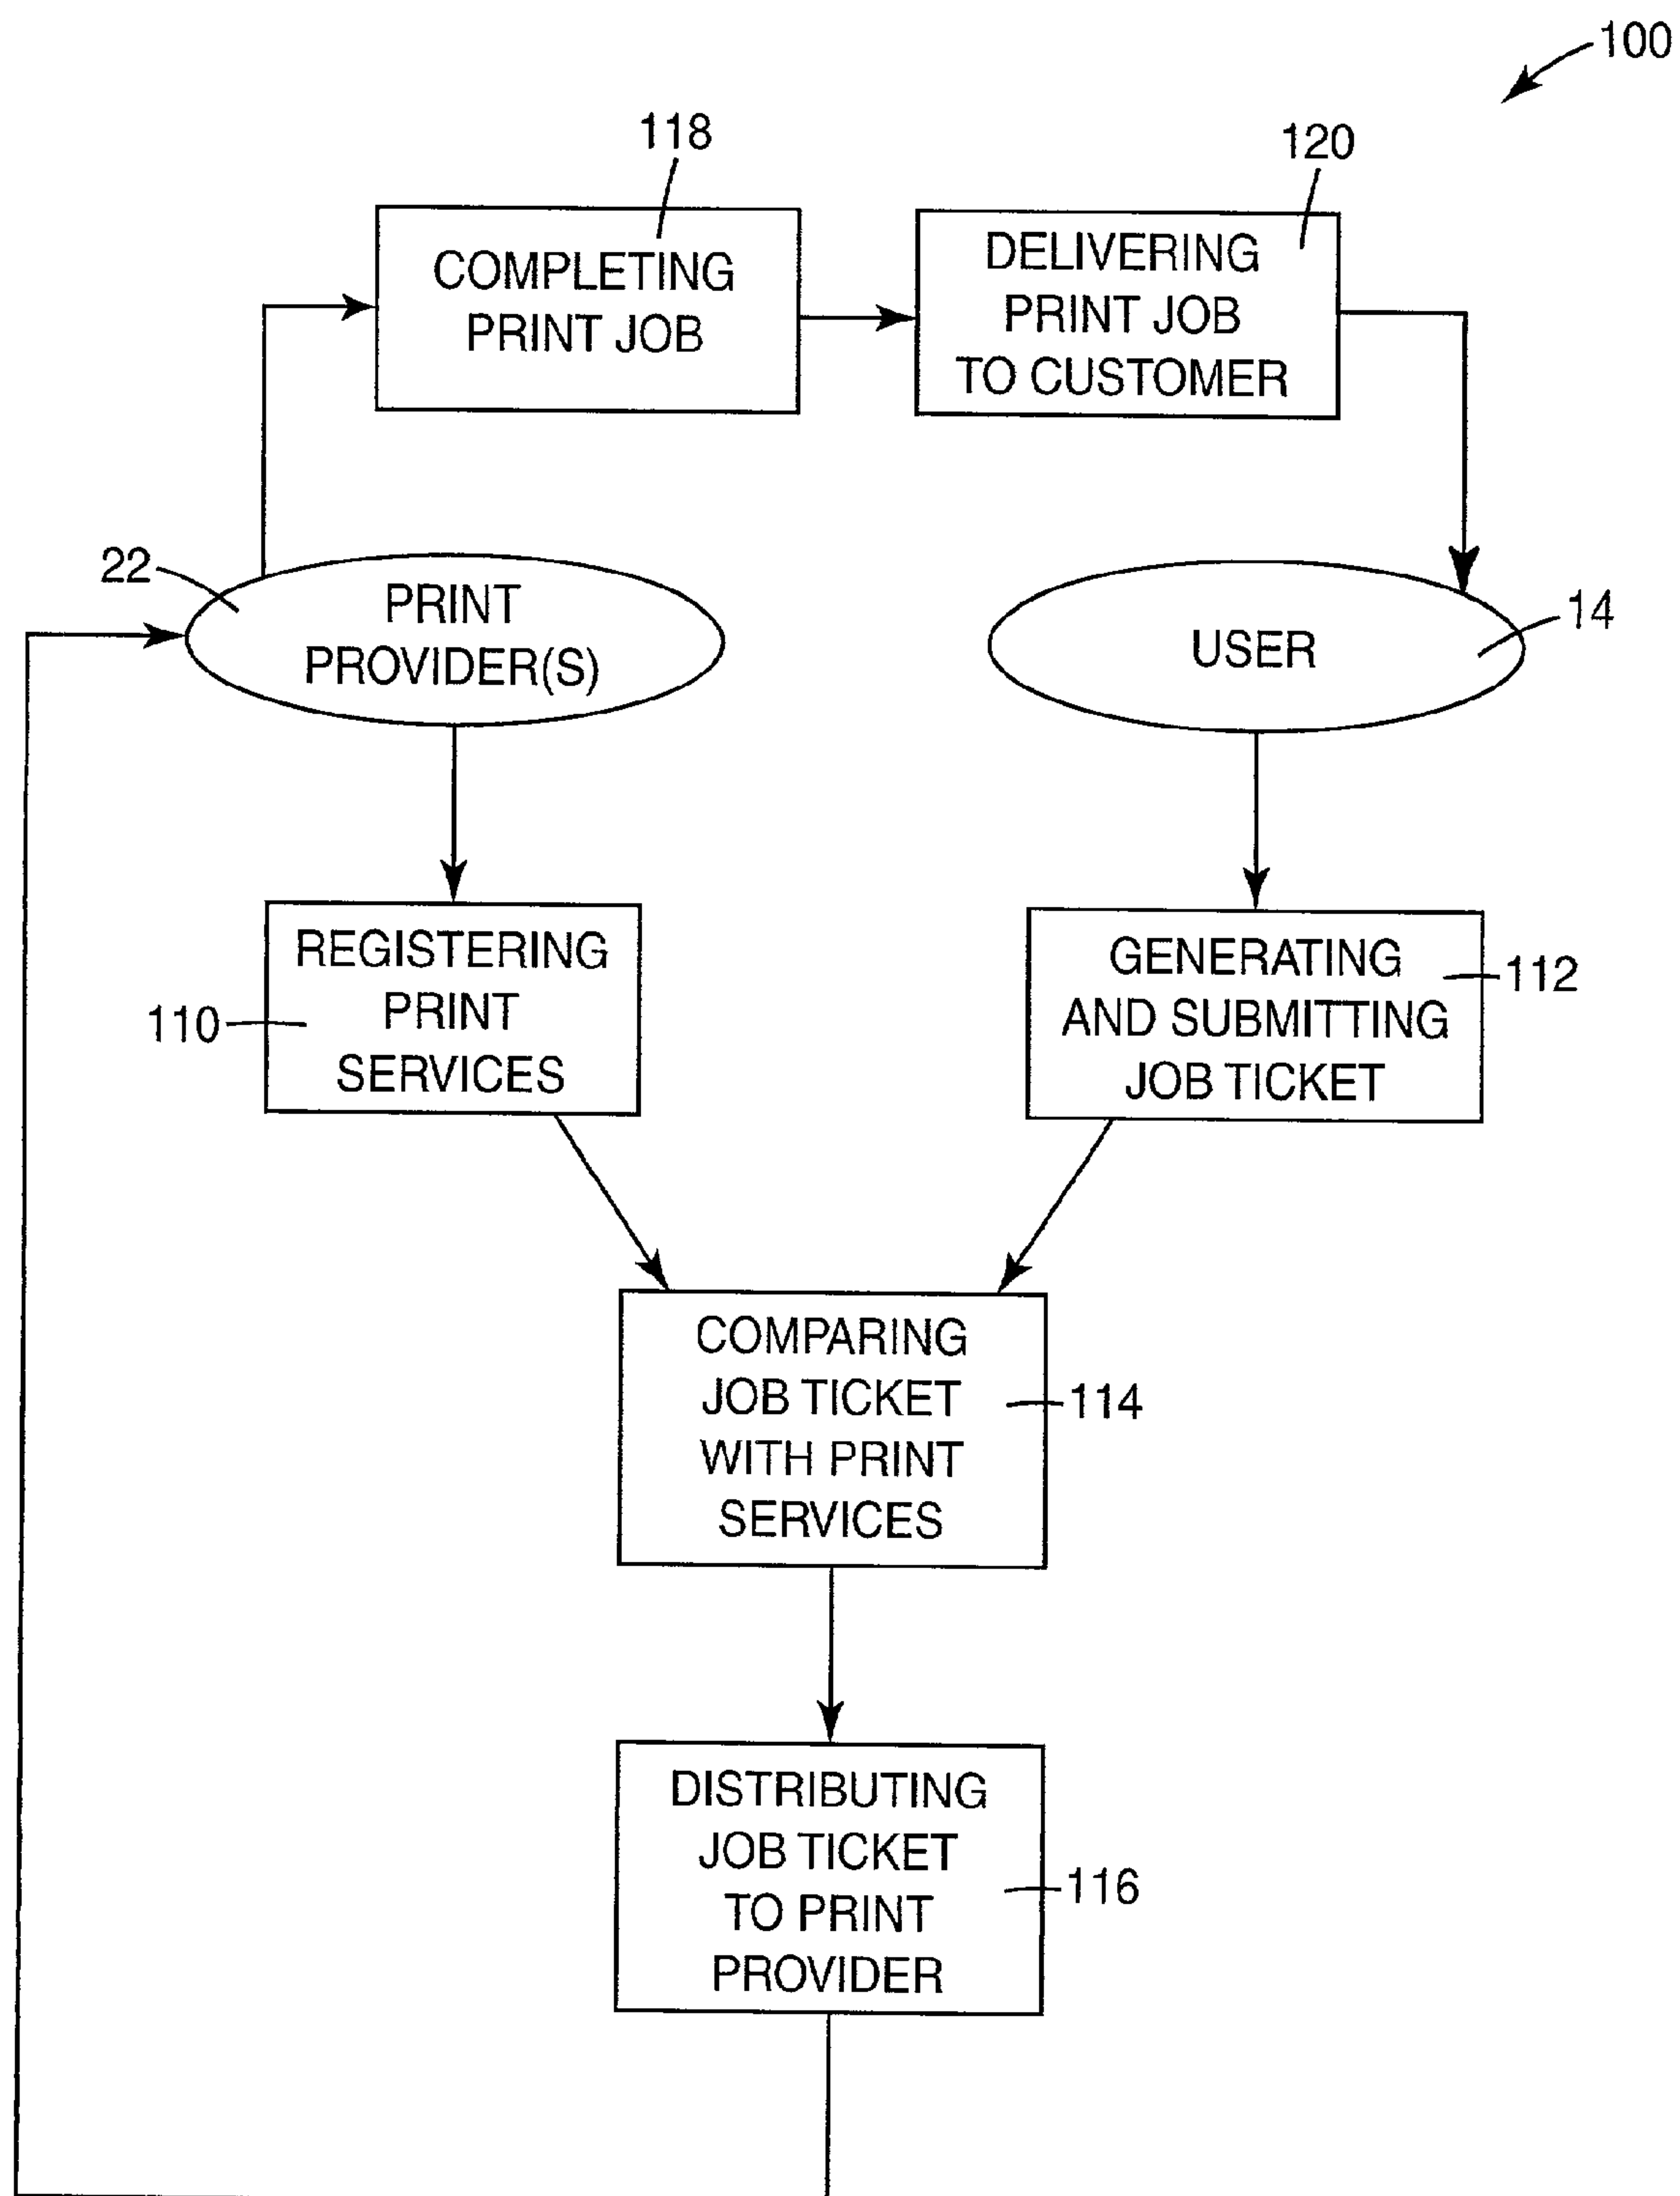 100
118
120
COMPLETING
PRINT JOB
DELIVERING
PRINT JOB
TO CUSTOMER
22
PRINT
PROVIDER(S)
USER
14
REGISTERING
PRINT
SERVICES
110
GENERATING
AND SUBMITTING
JOB TICKET
112
COMPARING
JOB TICKET
WITH PRINT
SERVICES
114
DISTRIBUTING
JOB TICKET
TO PRINT
PROVIDER
116